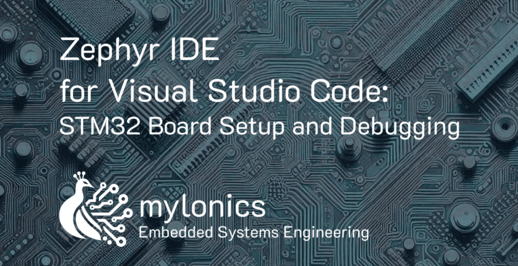 Zephyr IDE
for Visual Studio Code:
STM32 Board Setup and Debugging
mylonics
Embedded Systems Engineering